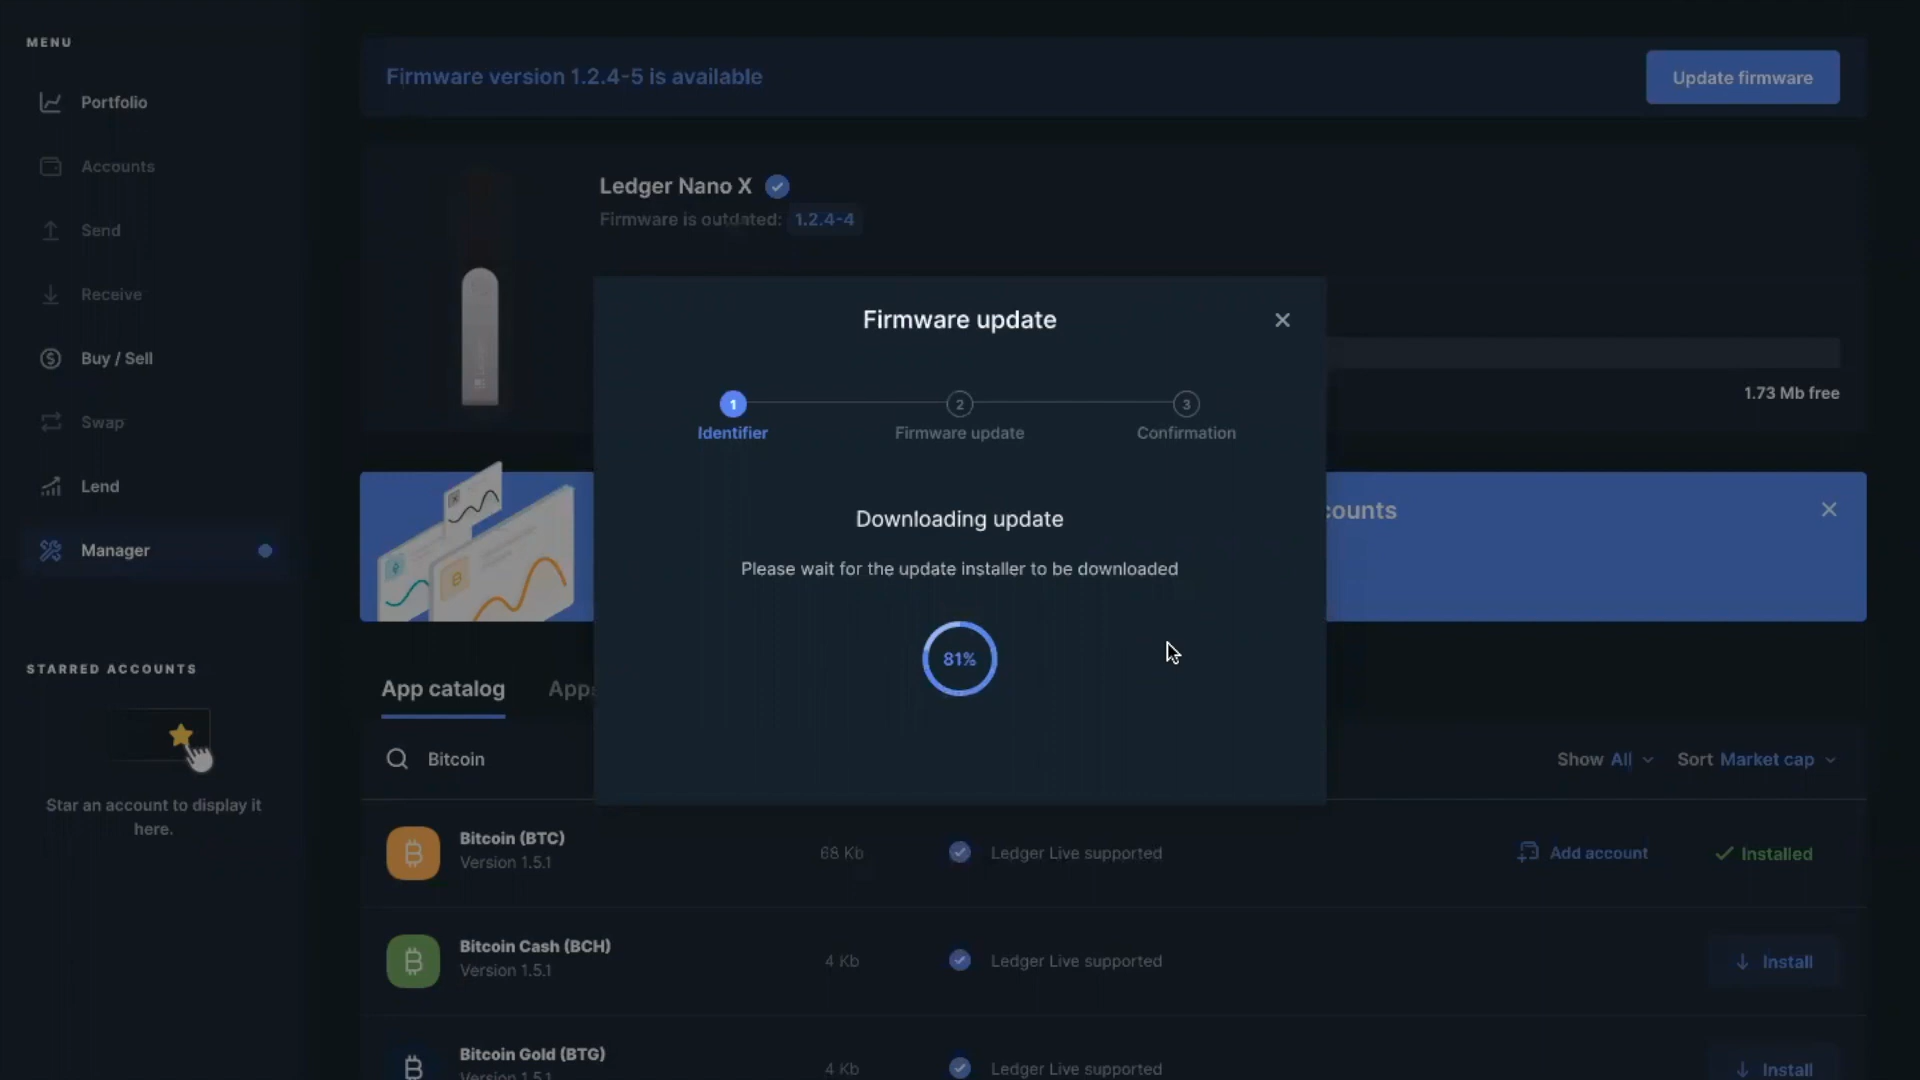 MENU
Portfolio
Accounts
Send
Receive
Buy / Sell
Swap
Lend
Manager
STARRED ACCOUNTS
Star an account to display it
here.
Firmware version 1.2.4-5 is available
Update firmware
Ledger Nano X
Firmware is outdated: 1.2.4-4
1.73 Mb free
Firmware update
1
2
3
Identifier
Firmware update
Confirmation
Downloading update
Please wait for the update installer to be downloaded
81%
counts
App catalog
Apps
Bitcoin
Show All
Sort Market cap
Bitcoin (BTC)
Version 1.5.1
68 Kb
Ledger Live supported
Add account
Installed
Bitcoin Cash (BCH)
Version 1.5.1
4 Kb
Ledger Live supported
Install
Bitcoin Gold (BTG)
Version 1.5.1
4 Kb
Ledger Live supported
Install